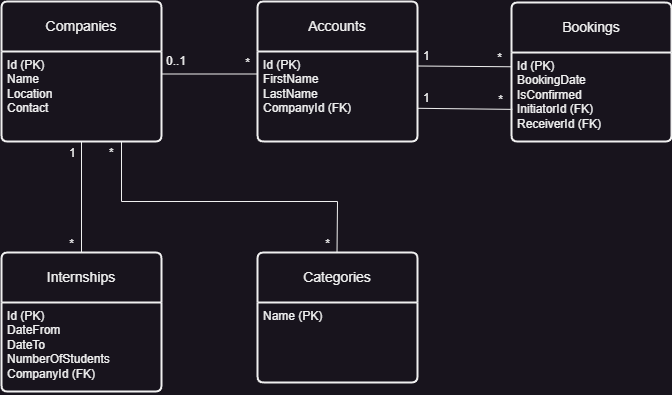 Companies
Id (PK)
Name
Location
Contact
0..1
*
Accounts
Id (PK)
FirstName
LastName
CompanyId (FK)
1
*
1
*
Bookings
Id (PK)
BookingDate
IsConfirmed
InitiatorId (FK)
ReceiverId (FK)
1
*
*
*
Internships
Id (PK)
DateFrom
DateTo
NumberOfStudents
CompanyId (FK)
Categories
Name (PK)